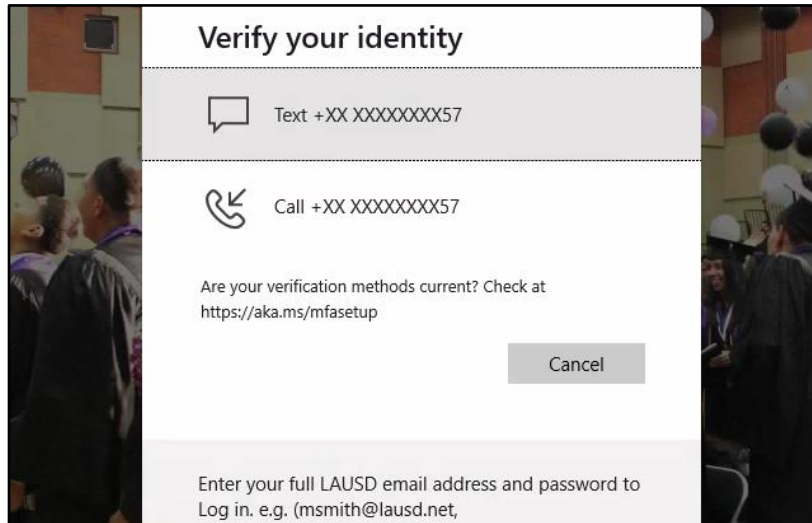 Verify your identity
Text +XX XXXXXXXX57
Call +XX XXXXXXXX57
Are your verification methods current? Check at
https://aka.ms/mfasetup
Cancel
Enter your full LAUSD email address and password to
Log in. e.g. (msmith@lausd.net,